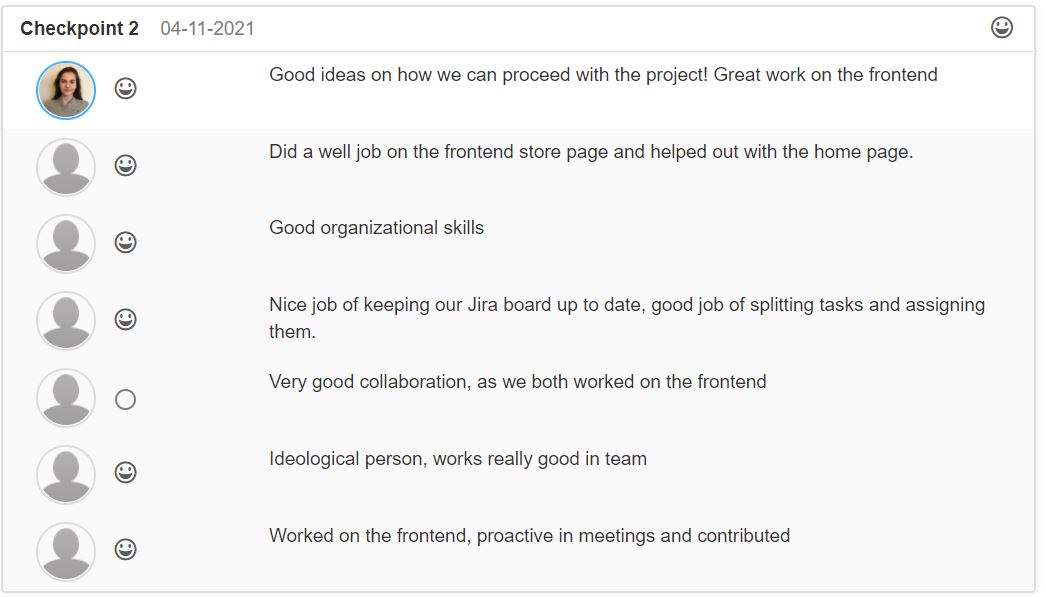 Checkpoint 2 04-11-2021
Good ideas on how we can proceed with the project! Great work on the frontend
Did a well job on the frontend store page and helped out with the home page.
Good organizational skills
Nice job of keeping our Jira board up to date, good job of splitting tasks and assigning
them.
Very good collaboration, as we both worked on the frontend
Ideological person, works really good in team
Worked on the frontend, proactive in meetings and contributed